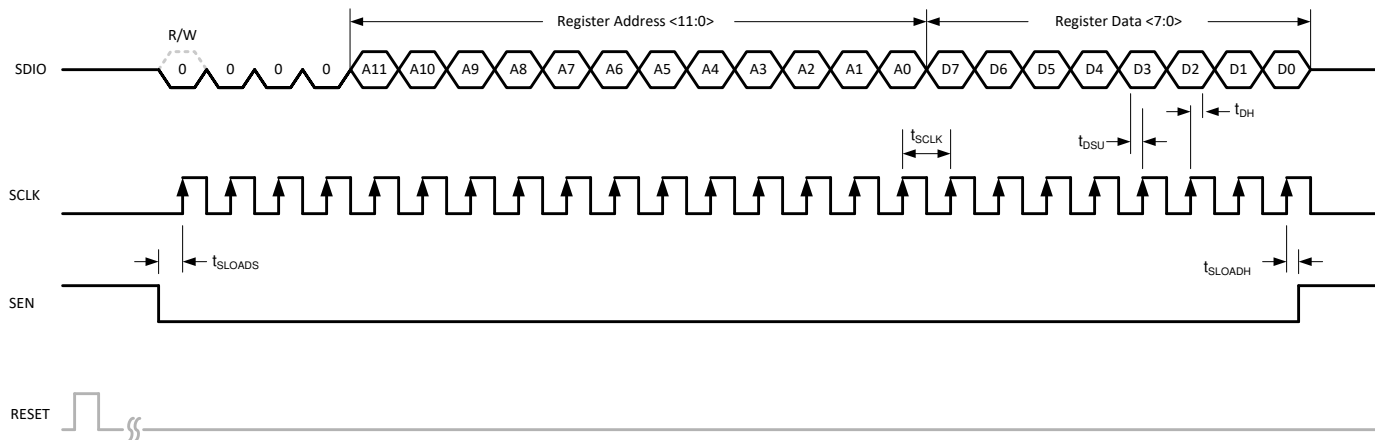 Register Address <11:0> Register Data <7:0>
R/W
SDIO 0 0 0 0 A11 A10 A9 A8 A7 A6 A5 A4 A3 A2 A1 A0 D7 D6 D5 D4 D3 D2 D1 D0
tDH
tSCLK tDSU
SCLK
tSLOADS tSLOADH
SEN
RESET